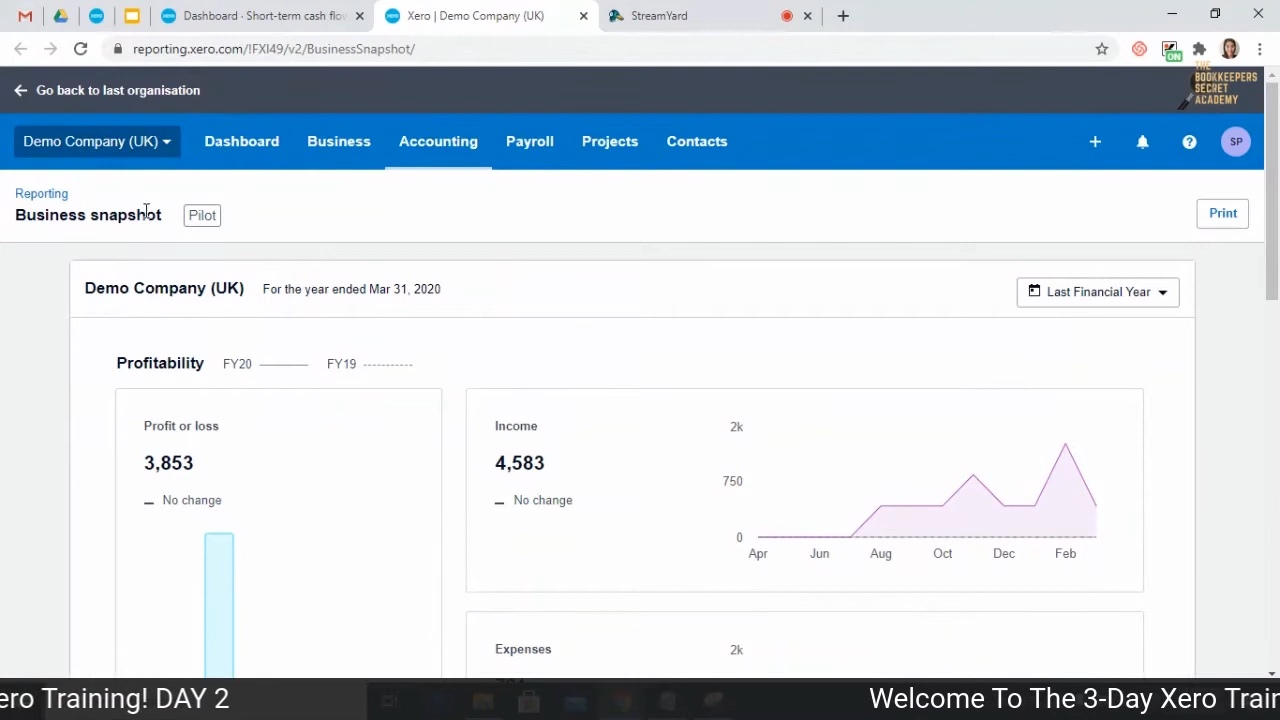 Dashboard · Short-term cash flow
Xero | Demo Company (UK)
StreamYard
reporting.xero.com/!FXI49/v2/BusinessSnapshot/
ON
Go back to last organisation
THE
BOOKKEEPERS
SECRET
ACADEMY
Demo Company (UK)
Dashboard
Business
Accounting
Payroll
Projects
Contacts
SP
Reporting
Business snapshot
Pilot
Print
Demo Company (UK)
For the year ended Mar 31, 2020
Last Financial Year
Profitability
FY20
FY19
Profit or loss
3,853
No change
Income
4,583
No change
2k
750
0
Apr
Jun
Aug
Oct
Dec
Feb
Expenses
2k
ero Training! DAY 2
Welcome To The 3-Day Xero Train